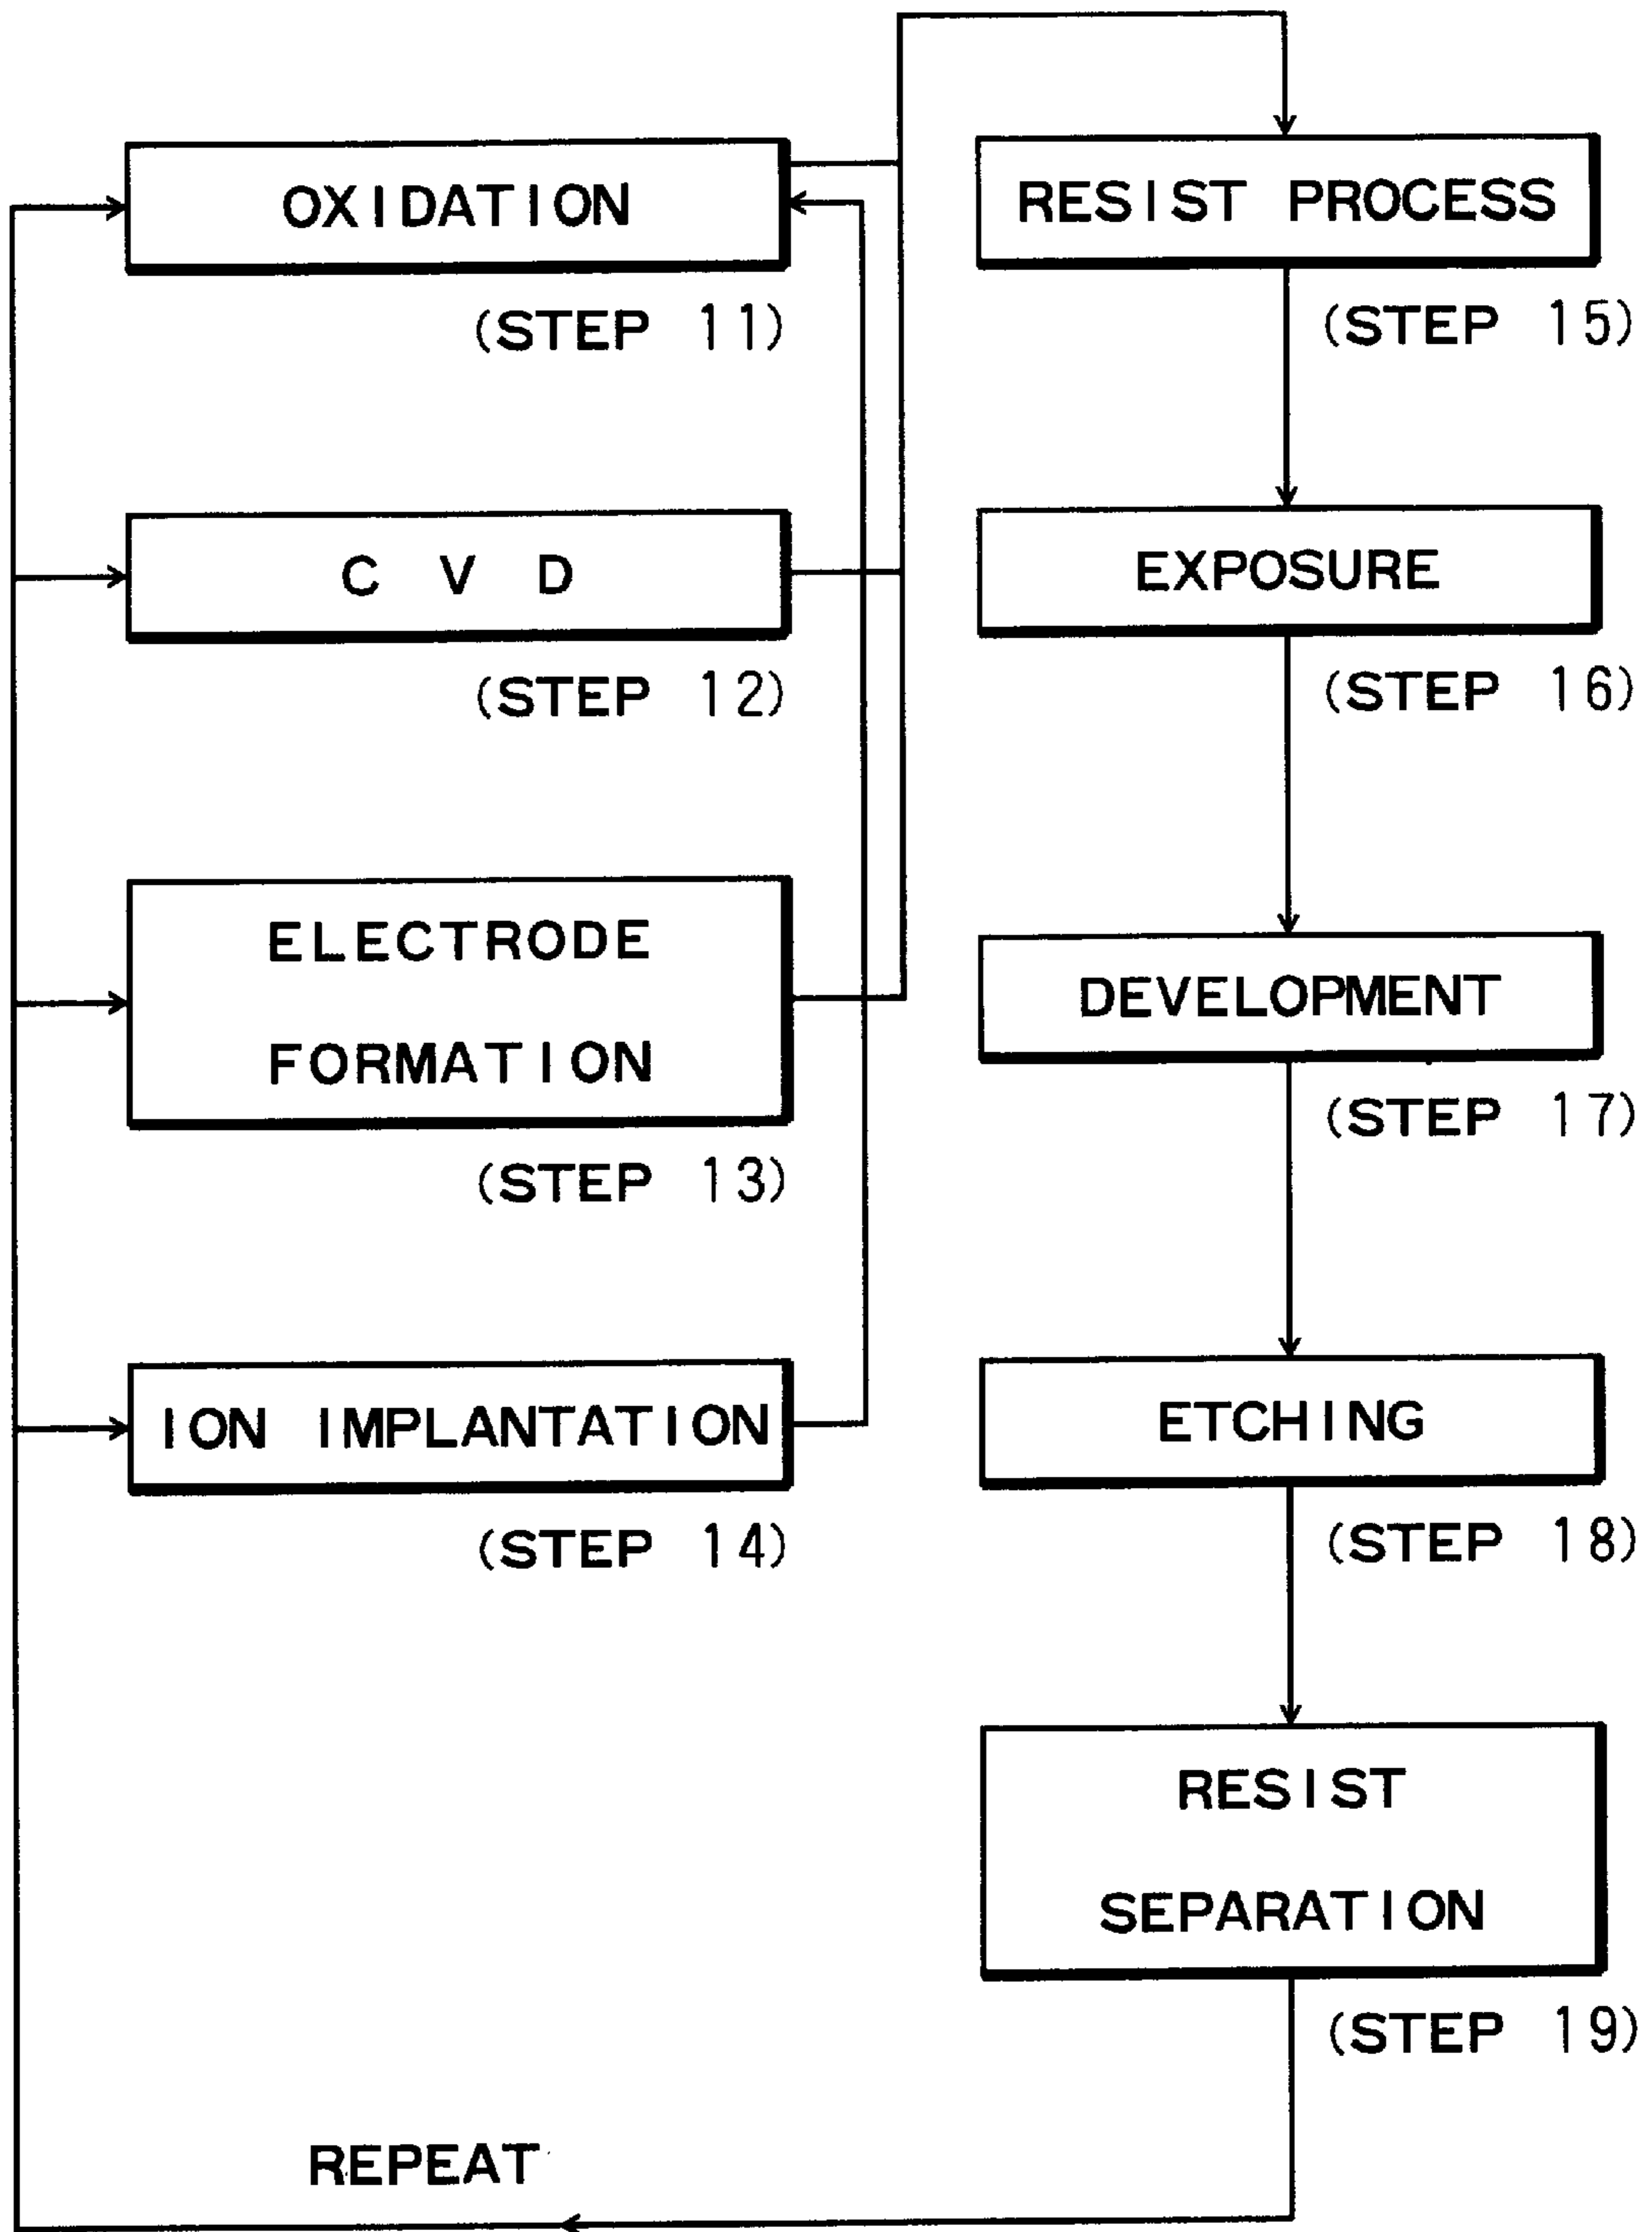 OXIDATION
(STEP 11)
C V D
(STEP 12)
ELECTRODE
FORMATION
(STEP 13)
ION IMPLANTATION
(STEP 14)
RESIST PROCESS
(STEP 15)
EXPOSURE
(STEP 16)
DEVELOPMENT
(STEP 17)
ETCHING
(STEP 18)
RESIST
SEPARATION
(STEP 19)
REPEAT